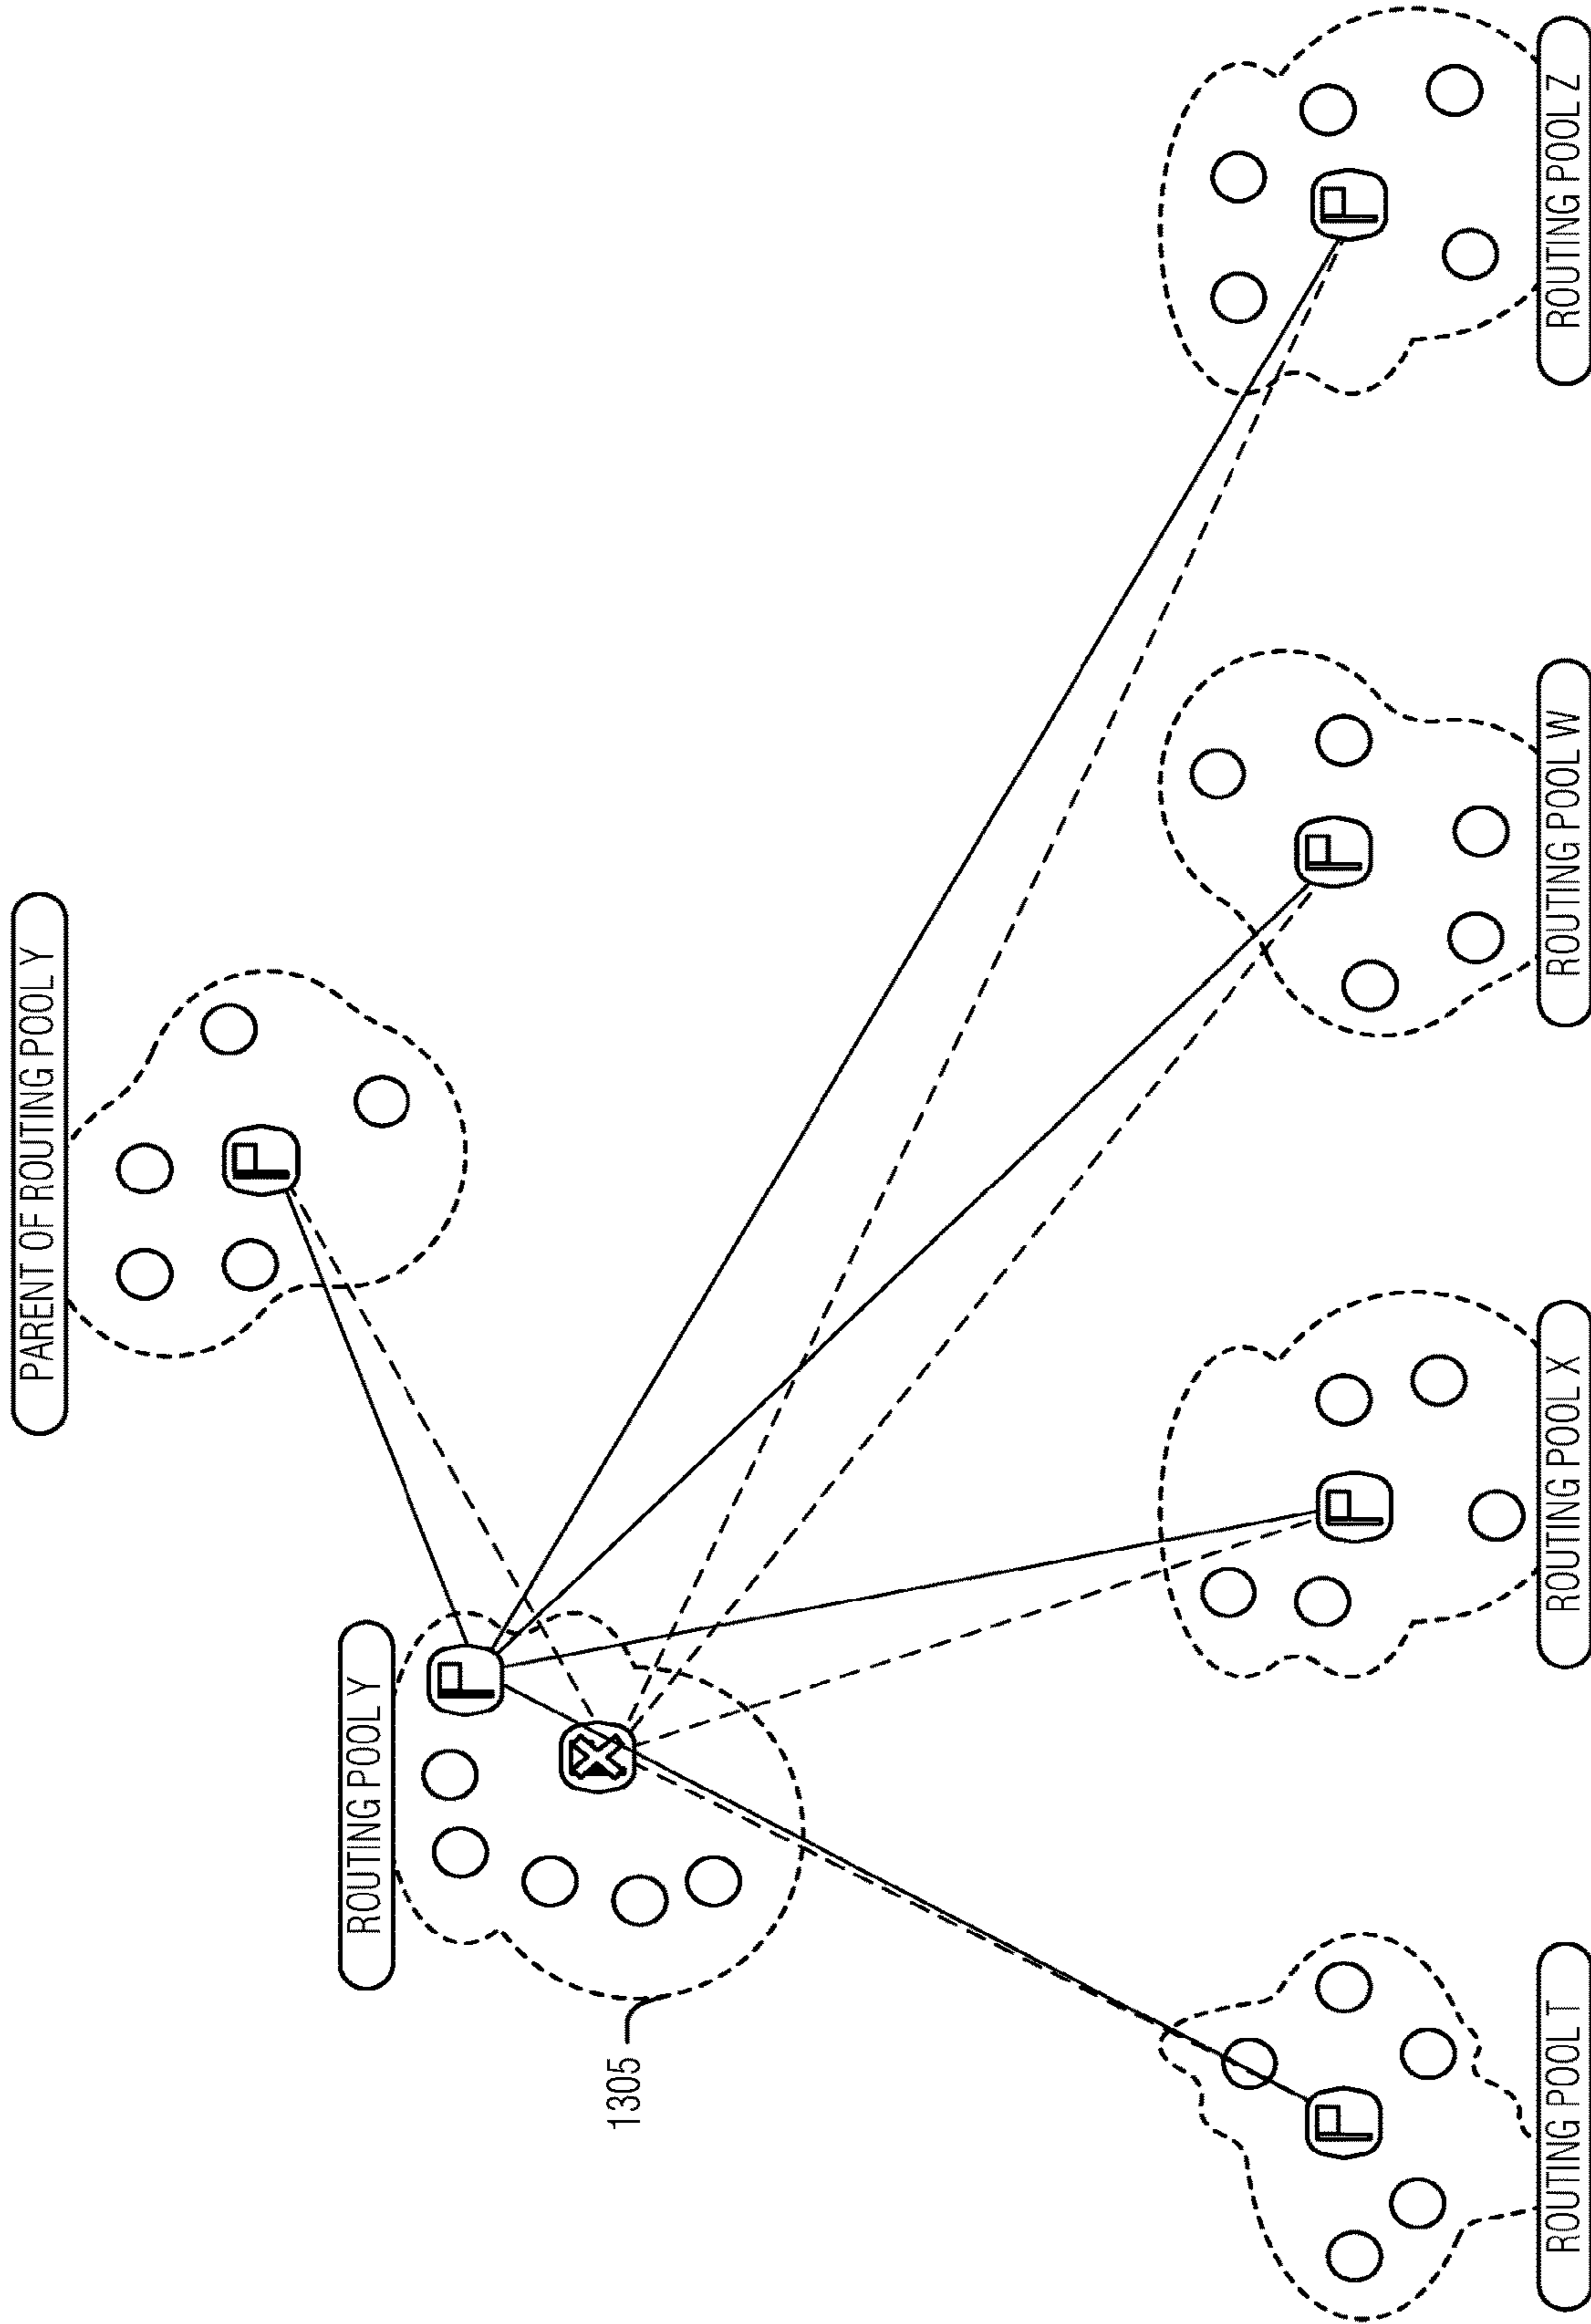 PARENT OF ROUTING POOL Y
ROUTING POOL Y
1305
ROUTING POOL T
ROUTING POOL X
ROUTING POOL W
ROUTING POOL Z